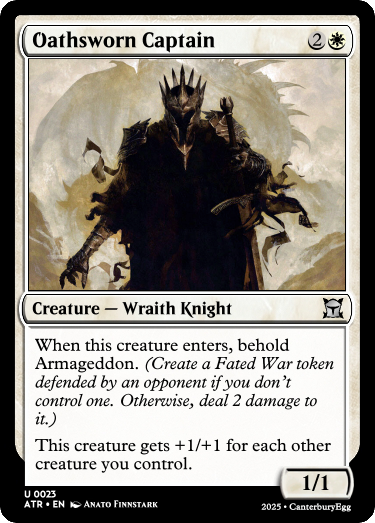 Oathsworn Captain 2
Creature — Wraith Knight
When this creature enters, behold
Armageddon. (Create a Fated War token
defended by an opponent if you don't
control one. Otherwise, deal 2 damage to
it.)
This creature gets +1/+1 for each other
creature you control.
1/1
U 0023
ATR • EN Anato Finnstark
2025 • CanterburyEgg